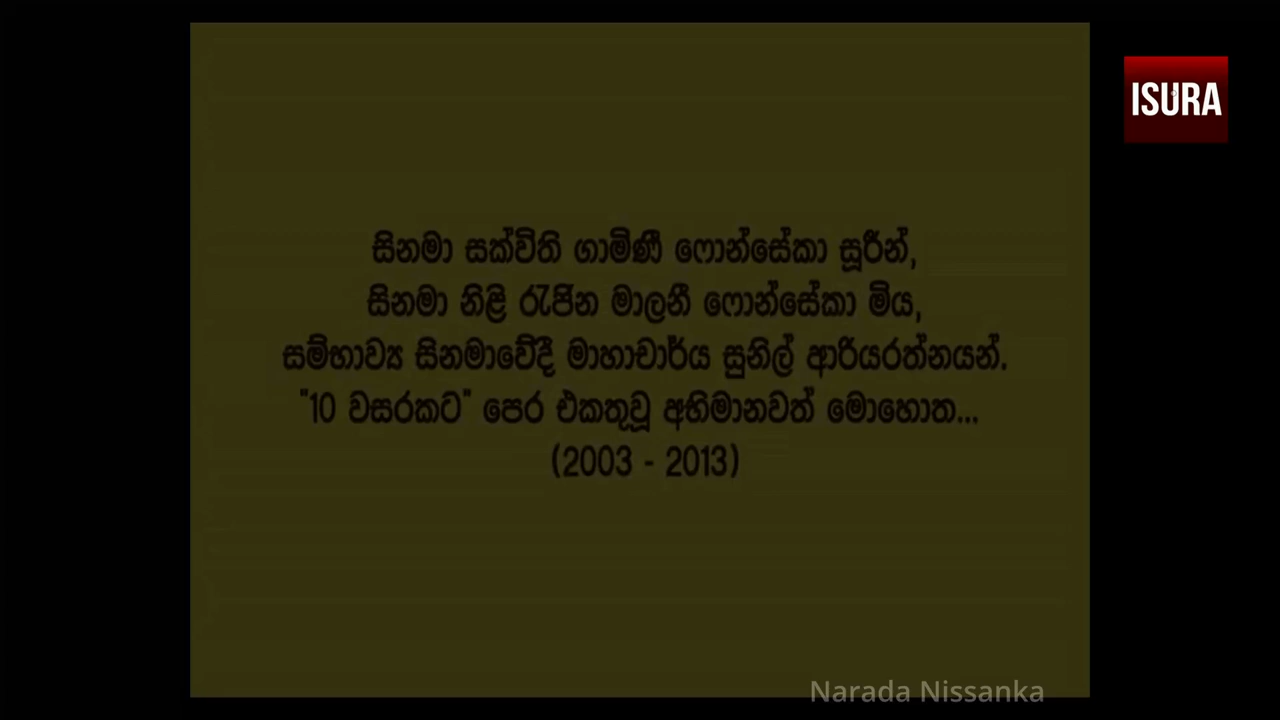 ISURA
සිනමා සක්විති ගාමිණී ෆොන්සේකා සූරීන්,
සිනමා නිළි රැජින මාලනී ෆොන්සේකා මිය,
සම්භාව්‍ය සිනමාවේදී මාහාචාර්ය සුනිල් ආරියරත්නයන්.
"10 වසරකට" පෙර එකතුවූ අභිමානවත් මොහොත...
(2003 - 2013)
Narada Nissanka